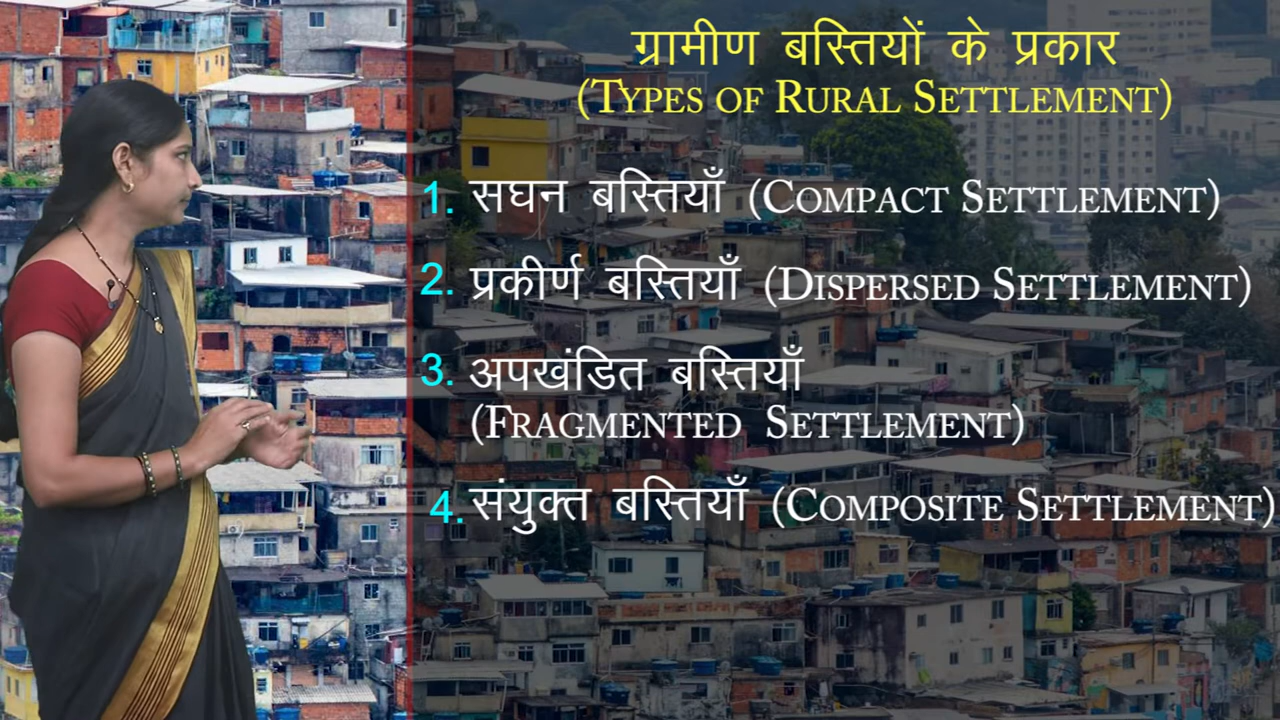 ग्रामीण बस्तियों के प्रकार
(Types of Rural Settlement)
1. सघन बस्तियाँ (Compact Settlement)
2. प्रकीर्ण बस्तियाँ (Dispersed Settlement)
3. अपखंडित बस्तियाँ
(Fragmented Settlement)
4. संयुक्त बस्तियाँ (Composite Settlement)